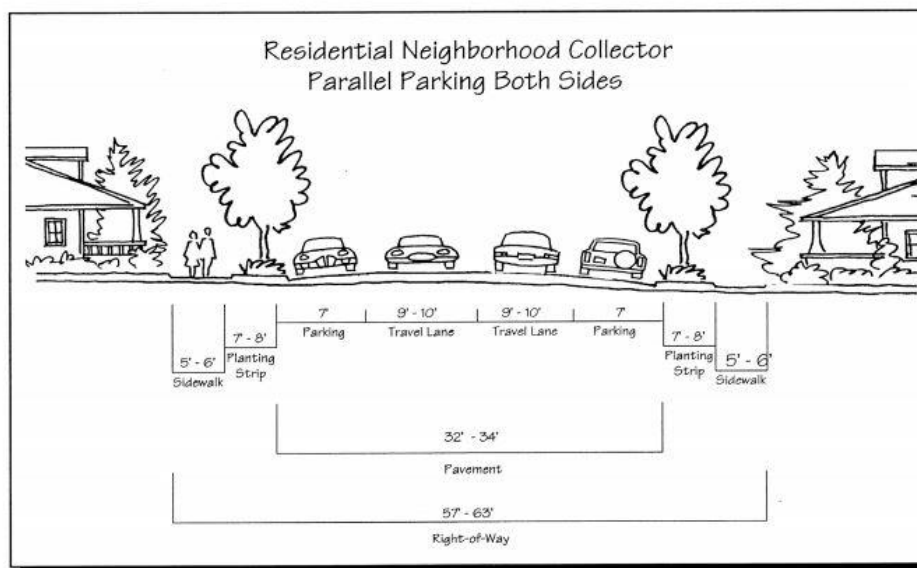 Residential Neighborhood Collector
Parallel Parking Both Sides
7'
9' - 10'
9' - 10'
7'
Parking
Travel Lane
Travel Lane
Parking
7' - 8'
7' - 8'
Planting
Strip
Planting
Strip
5' - 6'
5' - 6'
Sidewalk
Sidewalk
32' - 34'
Pavement
57' - 63'
Right-of-Way